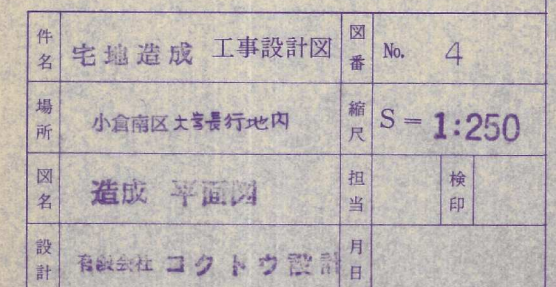 件名 宅地造成 工事設計図 図番 No. 4
場所 小倉南区大字長行地内 縮尺 S = 1:250
図名 造成 平面図 担当 検印
設計 有限会社 コクトウ設計 月日